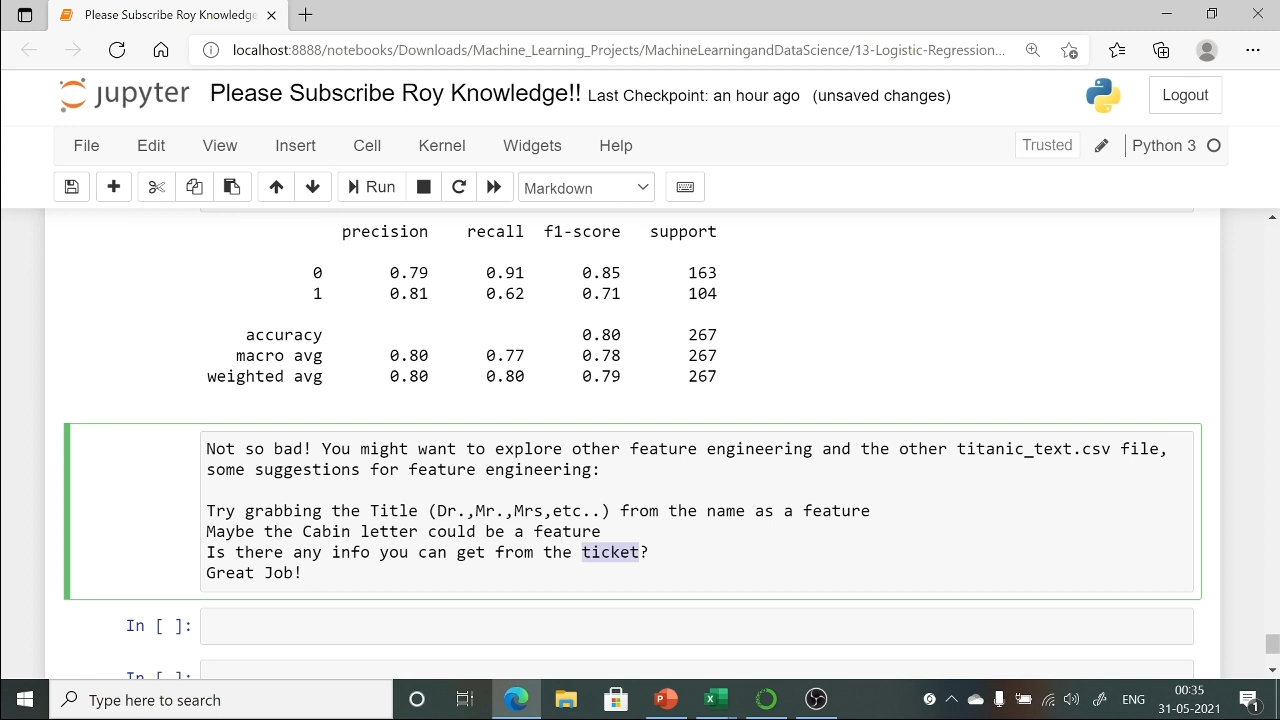 Please Subscribe Roy Knowledge
localhost:8888/notebooks/Downloads/Machine_Learning_Projects/MachineLearningandDataScience/13-Logistic-Regression...
jupyter Please Subscribe Roy Knowledge!! Last Checkpoint: an hour ago (unsaved changes)
Logout
File Edit View Insert Cell Kernel Widgets Help
Trusted
Python 3
Run
Markdown
precision recall f1-score support
0 0.79 0.91 0.85 163
1 0.81 0.62 0.71 104
accuracy 0.80 267
macro avg 0.80 0.77 0.78 267
weighted avg 0.80 0.80 0.79 267
Not so bad! You might want to explore other feature engineering and the other titanic_text.csv file,
some suggestions for feature engineering:
Try grabbing the Title (Dr.,Mr.,Mrs,etc..) from the name as a feature
Maybe the Cabin letter could be a feature
Is there any info you can get from the ticket?
Great Job!
In [ ]:
In [ ]:
Type here to search
ENG
00:35
31-05-2021
1